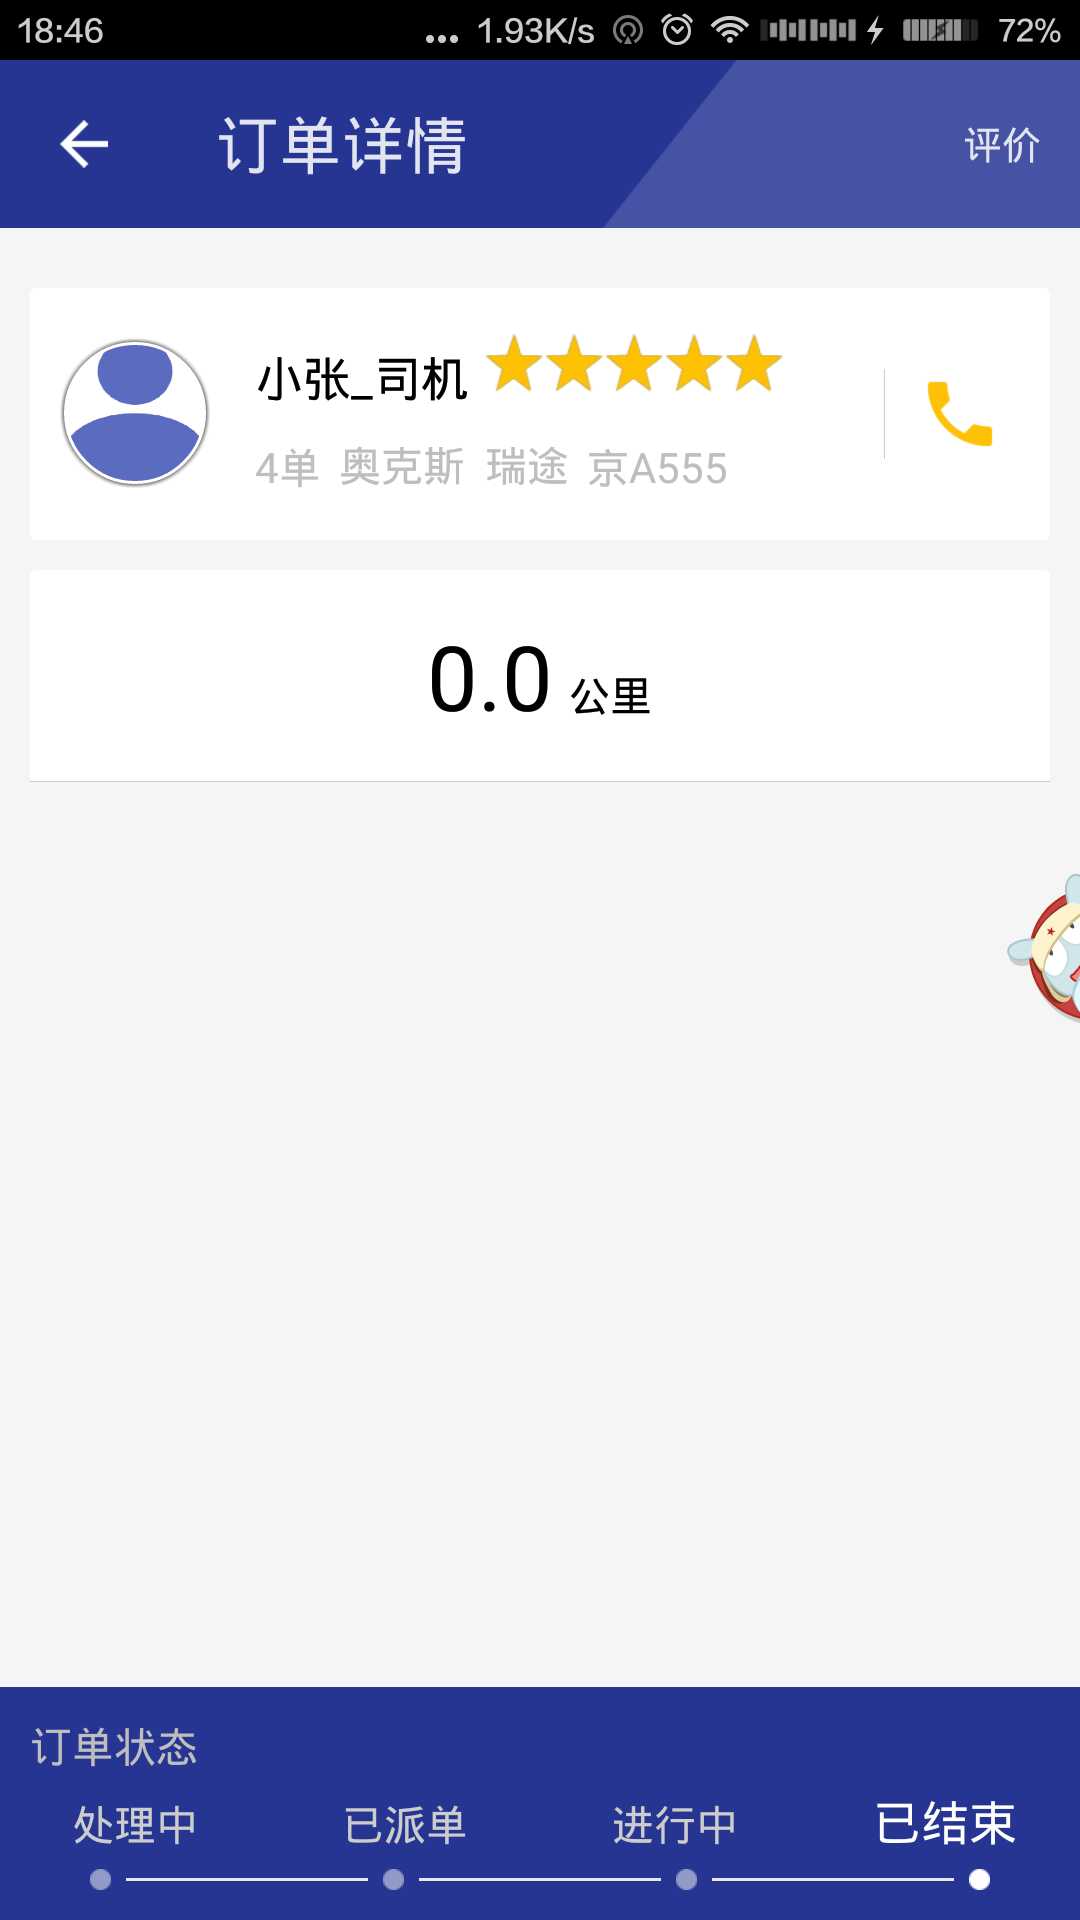 18:46 ... 1.93K/s 72%
订单详情 评价
小张_司机
4单 奥克斯 瑞途 京A555
0.0 公里
订单状态
处理中 已派单 进行中 已结束